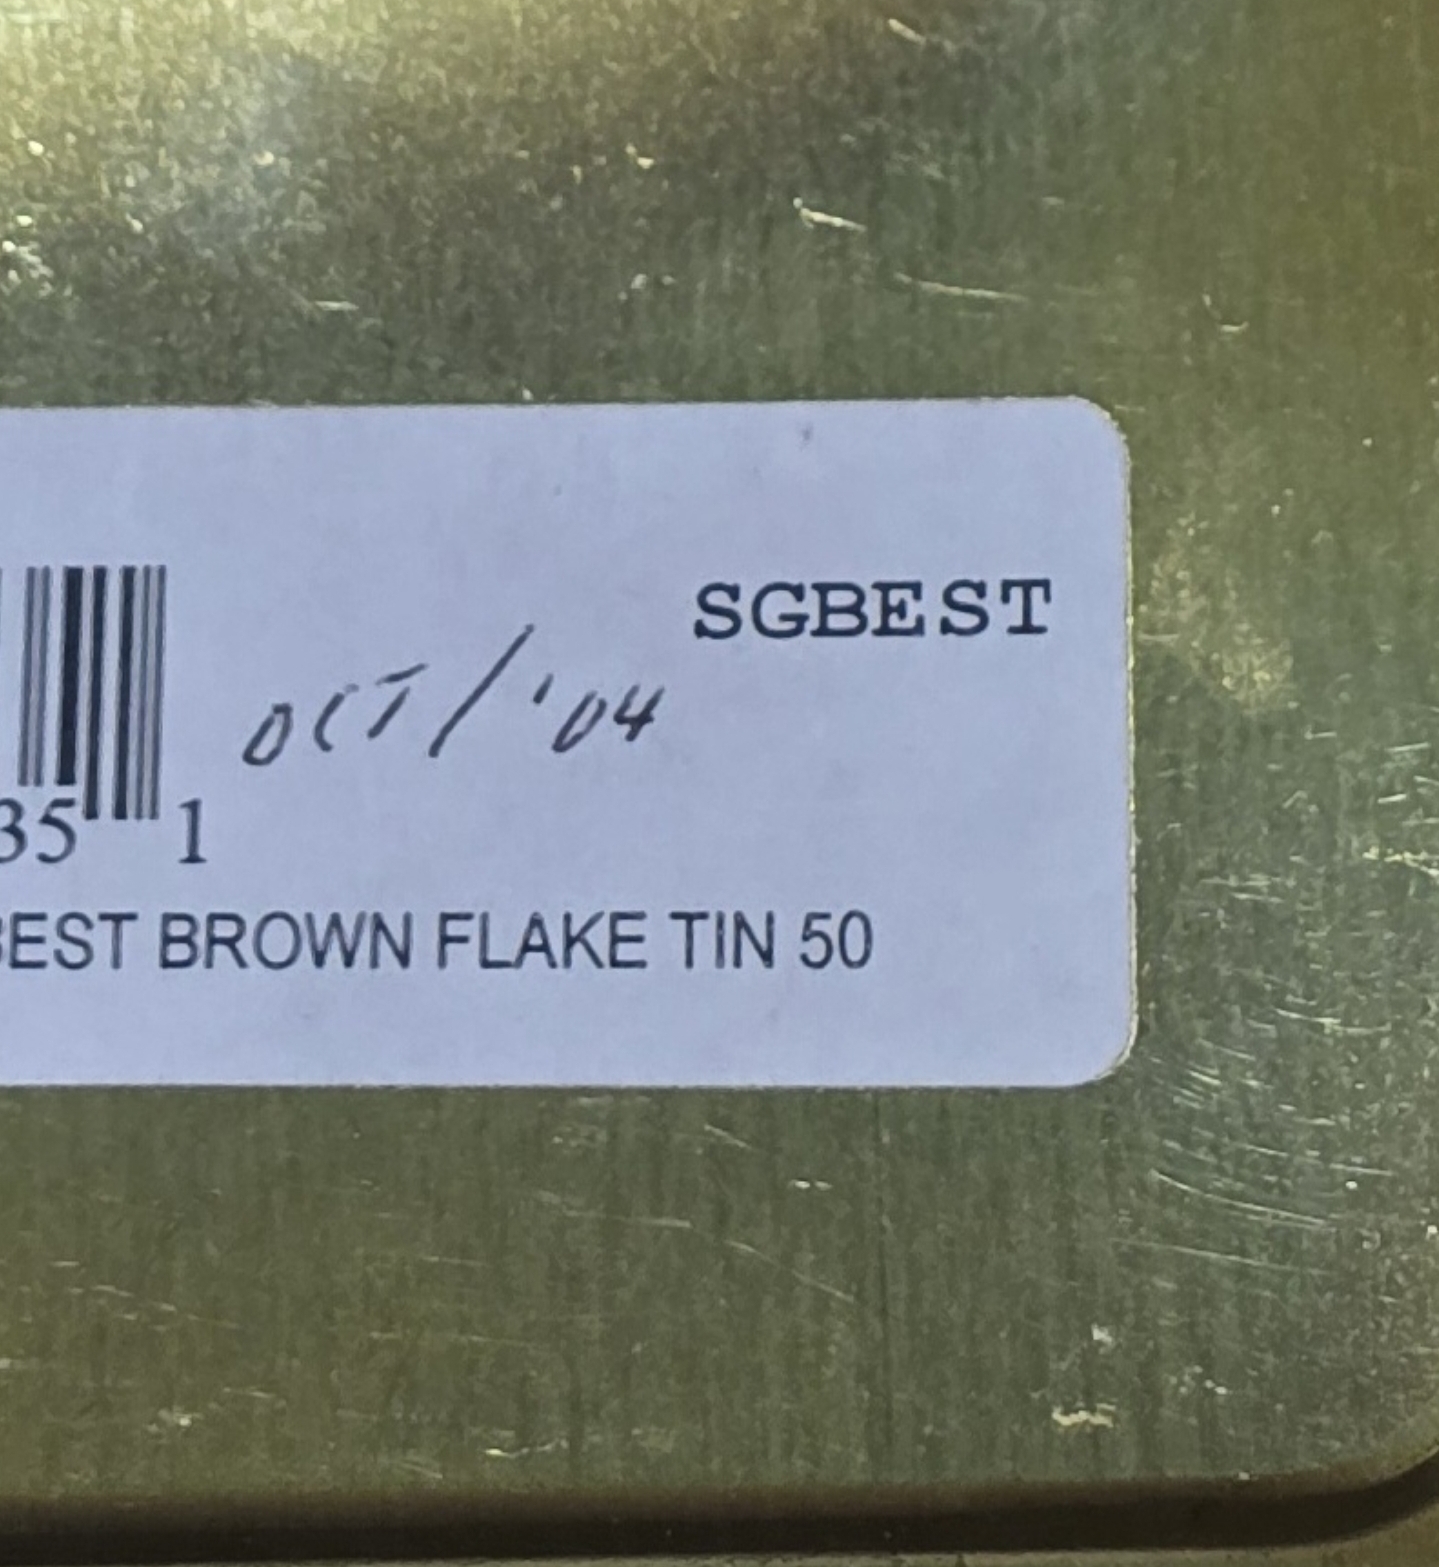 SGBEST
OCT/'04
35 1
BEST BROWN FLAKE TIN 50